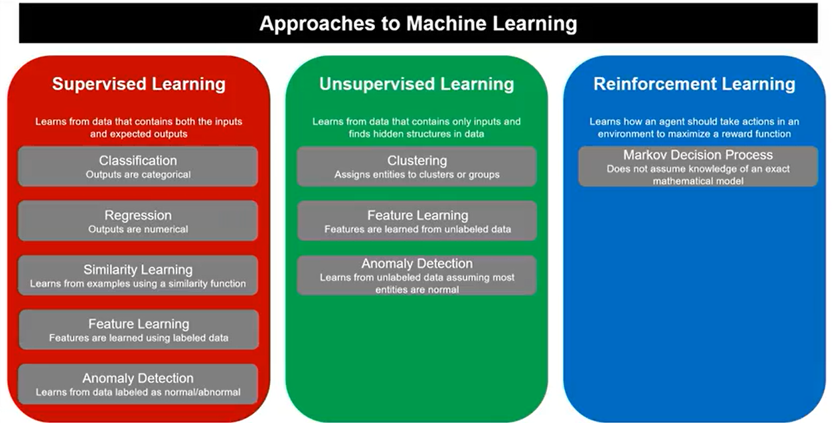 Approaches to Machine Learning
Supervised Learning
Learns from data that contains both the inputs
and expected outputs
Classification
Outputs are categorical
Regression
Outputs are numerical
Similarity Learning
Learns from examples using a similarity function
Feature Learning
Features are learned using labeled data
Anomaly Detection
Learns from data labeled as normal/abnormal
Unsupervised Learning
Learns from data that contains only inputs and
finds hidden structures in data
Clustering
Assigns entities to clusters or groups
Feature Learning
Features are learned from unlabeled data
Anomaly Detection
Learns from unlabeled data assuming most
entities are normal
Reinforcement Learning
Learns how an agent should take actions in an
environment to maximize a reward function
Markov Decision Process
Does not assume knowledge of an exact
mathematical model